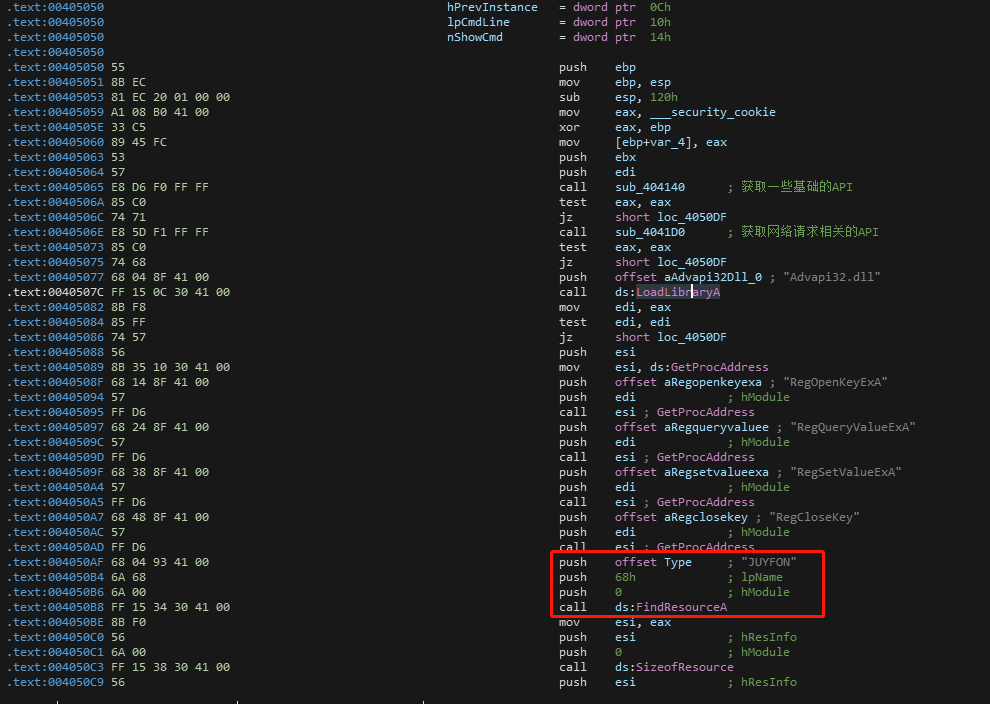 .text:00405050 hPrevInstance = dword ptr 0Ch
.text:00405050 lpCmdLine = dword ptr 10h
.text:00405050 nShowCmd = dword ptr 14h
.text:00405050
.text:00405050 55 push ebp
.text:00405051 8B EC mov ebp, esp
.text:00405053 81 EC 20 01 00 00 sub esp, 120h
.text:00405059 A1 08 B0 41 00 mov eax, ___security_cookie
.text:0040505E 33 C5 xor eax, ebp
.text:00405060 89 45 FC mov [ebp+var_4], eax
.text:00405063 53 push ebx
.text:00405064 57 push edi
.text:00405065 E8 D6 F0 FF FF call sub_404140 ; 获取一些基础的API
.text:0040506A 85 C0 test eax, eax
.text:0040506C 74 71 jz short loc_4050DF
.text:0040506E E8 5D F1 FF FF call sub_4041D0 ; 获取网络请求相关的API
.text:00405073 85 C0 test eax, eax
.text:00405075 74 68 jz short loc_4050DF
.text:00405077 68 04 8F 41 00 push offset aAdvapi32Dll_0 ; "Advapi32.dll"
.text:0040507C FF 15 0C 30 41 00 call ds:LoadLibraryA
.text:00405082 8B F8 mov edi, eax
.text:00405084 85 FF test edi, edi
.text:00405086 74 57 jz short loc_4050DF
.text:00405088 56 push esi
.text:00405089 8B 35 10 30 41 00 mov esi, ds:GetProcAddress
.text:0040508F 68 14 8F 41 00 push offset aRegopenkeyexa ; "RegOpenKeyExA"
.text:00405094 57 push edi ; hModule
.text:00405095 FF D6 call esi ; GetProcAddress
.text:00405097 68 24 8F 41 00 push offset aRegqueryvaluee ; "RegQueryValueExA"
.text:0040509C 57 push edi ; hModule
.text:0040509D FF D6 call esi ; GetProcAddress
.text:0040509F 68 38 8F 41 00 push offset aRegsetvalueexa ; "RegSetValueExA"
.text:004050A4 57 push edi ; hModule
.text:004050A5 FF D6 call esi ; GetProcAddress
.text:004050A7 68 48 8F 41 00 push offset aRegclosekey ; "RegCloseKey"
.text:004050AC 57 push edi ; hModule
.text:004050AD FF D6 call esi ; GetProcAddress
.text:004050AF 68 04 93 41 00 push offset Type ; "JUYFON"
.text:004050B4 6A 68 push 68h ; lpName
.text:004050B6 6A 00 push 0 ; hModule
.text:004050B8 FF 15 34 30 41 00 call ds:FindResourceA
.text:004050BE 8B F0 mov esi, eax
.text:004050C0 56 push esi ; hResInfo
.text:004050C1 6A 00 push 0 ; hModule
.text:004050C3 FF 15 38 30 41 00 call ds:SizeofResource
.text:004050C9 56 push esi ; hResInfo